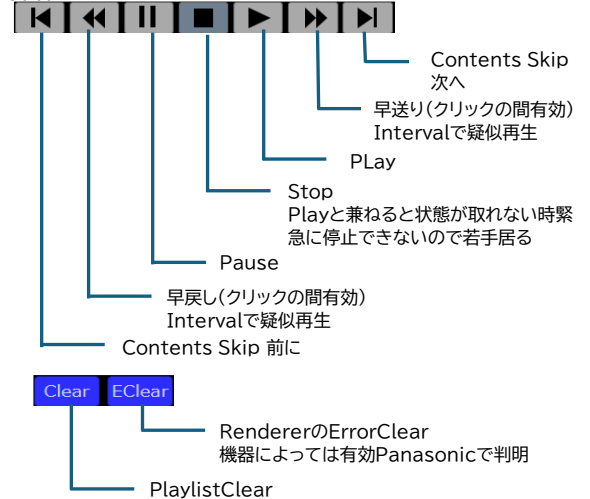 Contents Skip
次へ
早送り(クリックの間有効)
Intervalで疑似再生
PLay
Stop
Playと兼ねると状態が取れない時緊
急に停止できないので若手居る
Pause
早戻し(クリックの間有効)
Intervalで疑似再生
Contents Skip 前に
Clear EClear
RendererのErrorClear
機器によっては有効Panasonicで判明
PlaylistClear